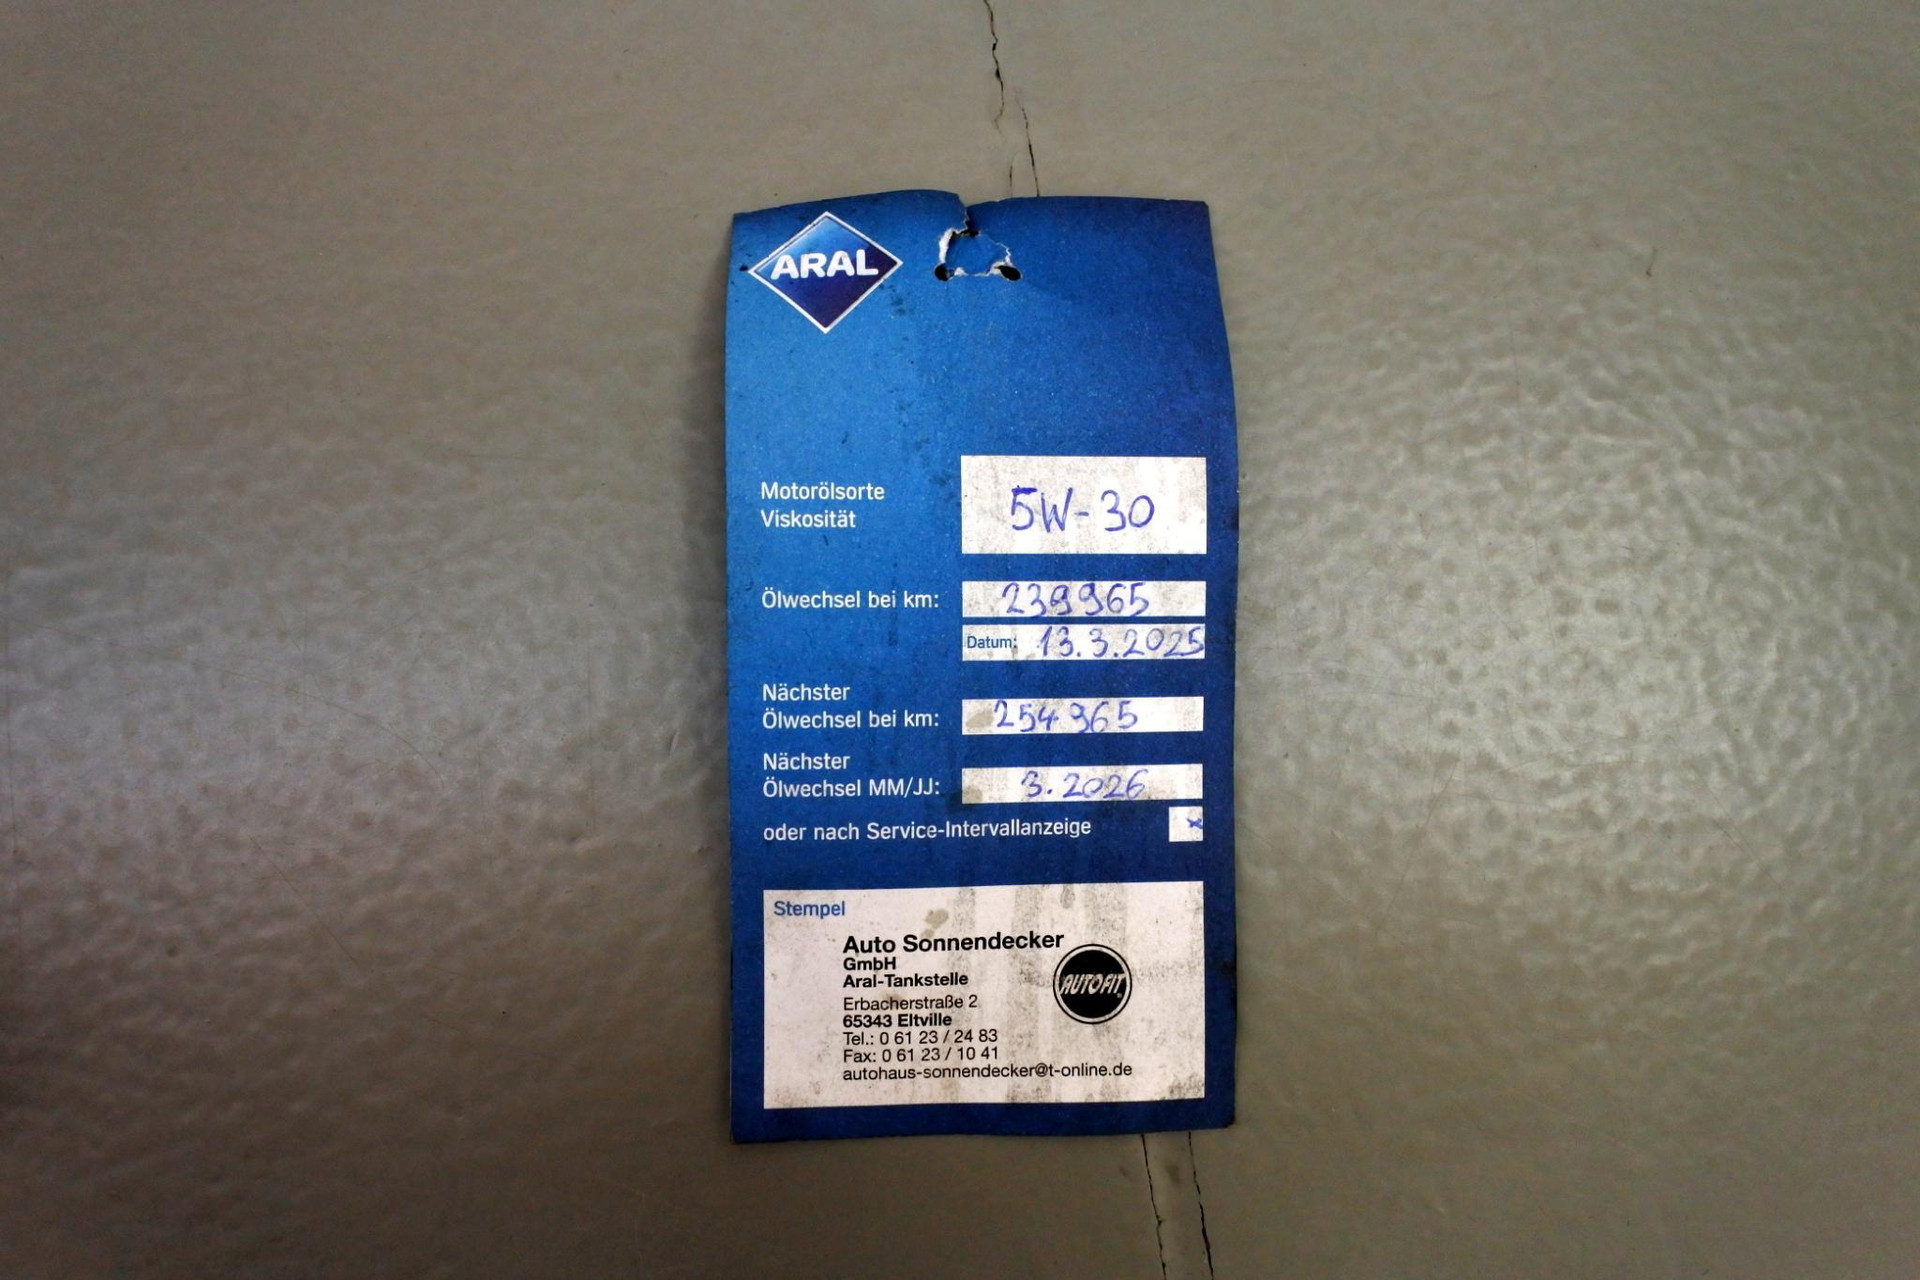 ARAL
Motorölsorte
Viskosität
5W-30
Ölwechsel bei km: 239965
Datum: 13.3.2025
Nächster
Ölwechsel bei km: 254965
Nächster
Ölwechsel MM/JJ: 3.2026
oder nach Service-Intervallanzeige x
Stempel
Auto Sonnendecker
GmbH
Aral-Tankstelle
AUTOFIT
Erbacherstraße 2
65343 Eltville
Tel.: 0 61 23 / 24 83
Fax: 0 61 23 / 10 41
autohaus-sonnendecker@t-online.de